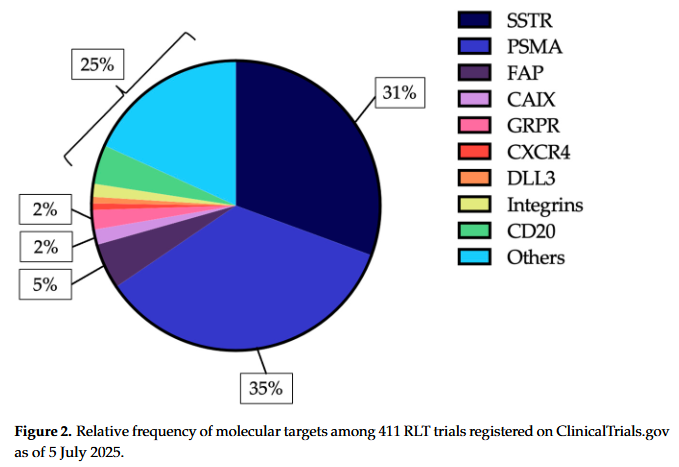 25%
31%
2%
2%
5%
35%
SSTR
PSMA
FAP
CAIX
GRPR
CXCR4
DLL3
Integrins
CD20
Others
Figure 2. Relative frequency of molecular targets among 411 RLT trials registered on ClinicalTrials.gov
as of 5 July 2025.